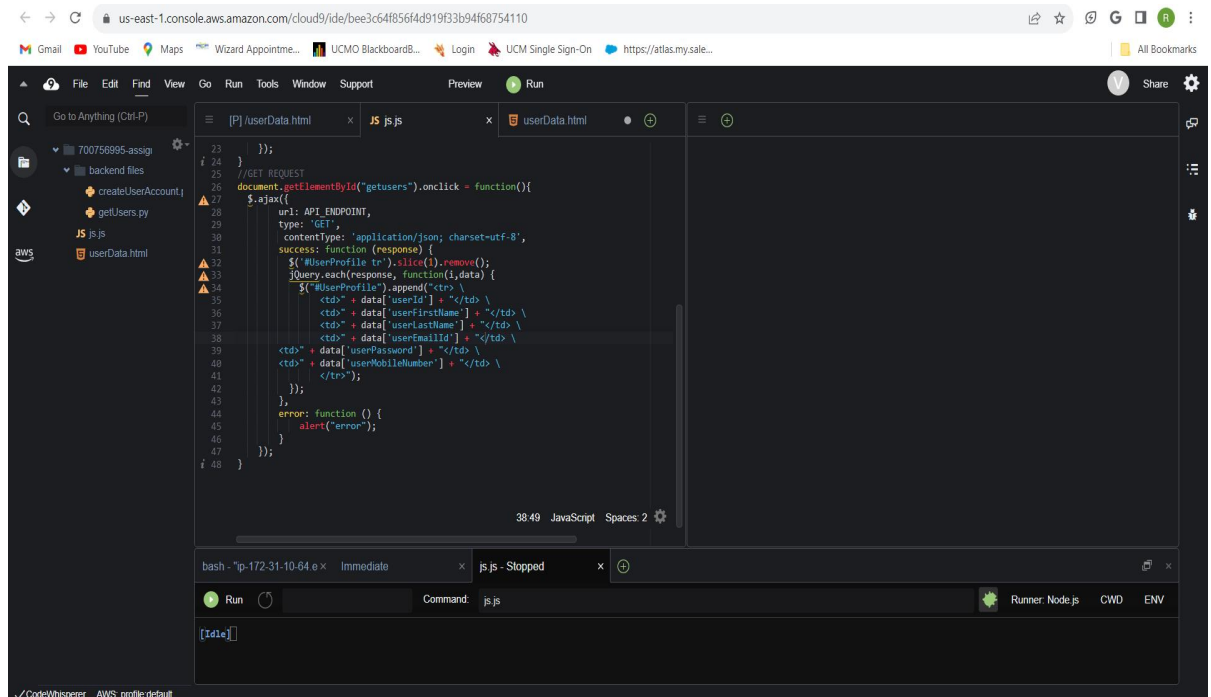 us-east-1.console.aws.amazon.com/cloud9/ide/bee3c64f856f4d919f33b94f68754110
G R
Gmail YouTube Maps Wizard Appointme... UCMO BlackboardB... Login UCM Single Sign-On https://atlas.my.sale... All Bookmarks
9 File Edit Find View Go Run Tools Window Support Preview Run V Share
Go to Anything (Ctrl-P)
[P] /userData.html × JS js.js × userData.html
700756995-assig
backend files
createUserAccount.p
getUsers.py
JS js.js
userData.html
aws
23 });
i 24 }
25 //GET REQUEST
26 document.getElementById("getusers").onclick = function(){
27 $.ajax({
28 url: API_ENDPOINT,
29 type: 'GET',
30 contentType: 'application/json; charset=utf-8',
31 success: function (response) {
32 $('#UserProfile tr').slice(1).remove();
33 jQuery.each(response, function(i,data) {
34 $("#UserProfile").append("<tr> \
35 <td>" + data['userId'] + "</td> \
36 <td>" + data['userFirstName'] + "</td> \
37 <td>" + data['userLastName'] + "</td> \
38 <td>" + data['userEmailId'] + "</td> \
39 <td>" + data['userPassword'] + "</td> \
40 <td>" + data['userMobileNumber'] + "</td> \
41 </tr>");
42 });
43 },
44 error: function () {
45 alert("error");
46 }
47 });
i 48 }
38:49 JavaScript Spaces: 2
bash - "ip-172-31-10-64.e × Immediate × js.js - Stopped ×
Run Command: js.js Runner: Node.js CWD ENV
[Idle]
CodeWhisperer AWS: profile:default